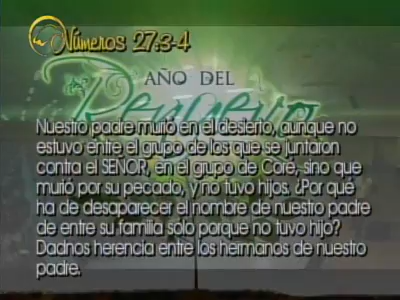 Números 27:3-4
AÑO DEL
Nuestro padre murió en el desierto, aunque no
estuvo entre el grupo de los que se juntaron
contra el SEÑOR, en el grupo de Coré, sino que
murió por su pecado, y no tuvo hijos. ¿Por qué
ha de desaparecer el nombre de nuestro padre
de entre su familia solo porque no tuvo hijo?
Dadnos herencia entre los hermanos de nuestro
padre.